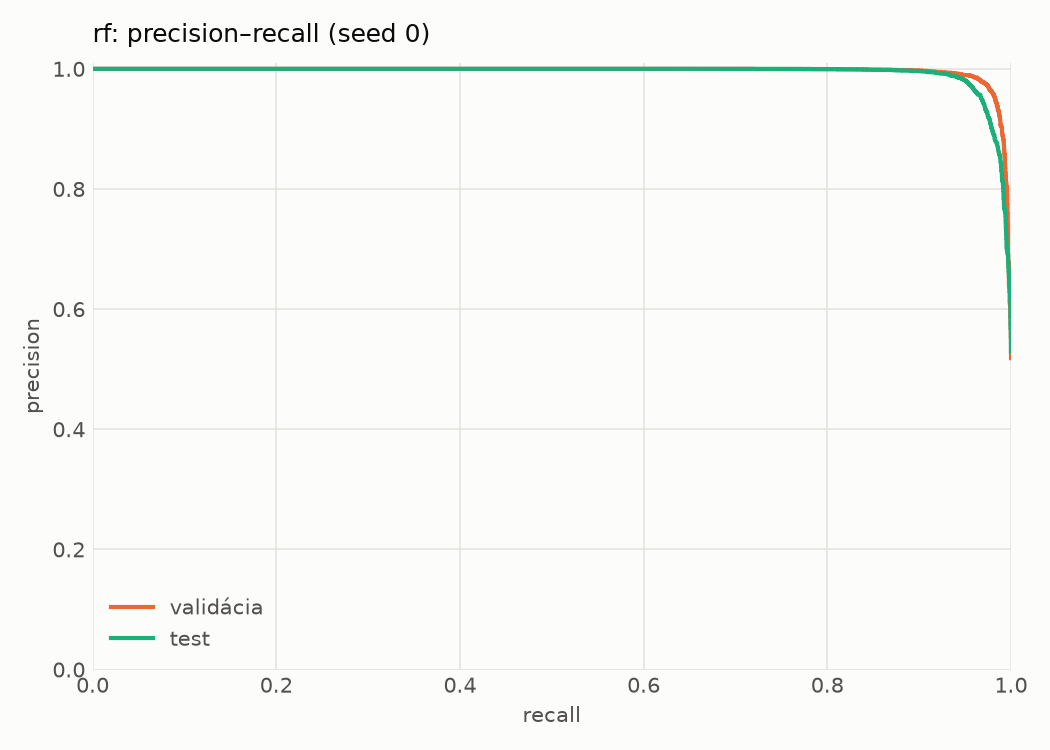 rf: precision–recall (seed 0)
1.0
0.8
0.6
0.4
0.2
0.0
precision
validácia
test
0.0 0.2 0.4 0.6 0.8 1.0
recall